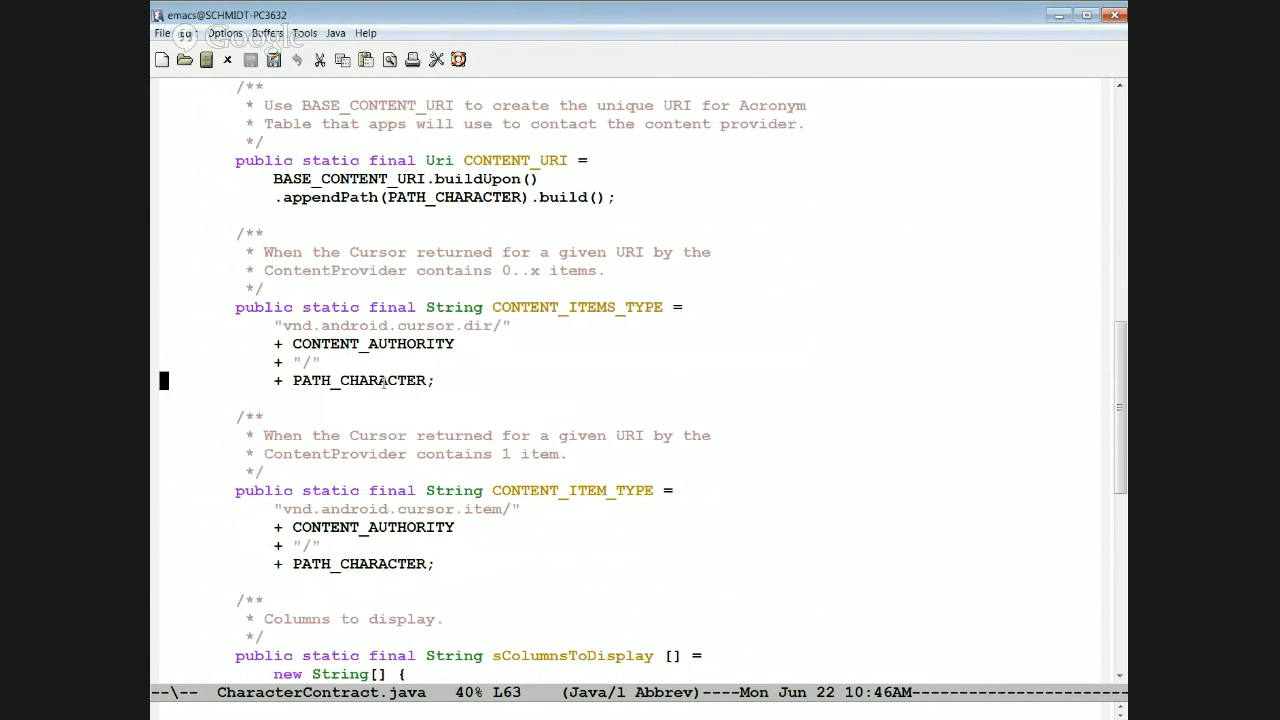 emacs@SCHMIDT-PC3632
File Edit Options Buffers Tools Java Help
Google
/**
* Use BASE_CONTENT_URI to create the unique URI for Acronym
* Table that apps will use to contact the content provider.
*/
public static final Uri CONTENT_URI =
BASE_CONTENT_URI.buildUpon()
.appendPath(PATH_CHARACTER).build();
/**
* When the Cursor returned for a given URI by the
* ContentProvider contains 0..x items.
*/
public static final String CONTENT_ITEMS_TYPE =
"vnd.android.cursor.dir/"
+ CONTENT_AUTHORITY
+ "/"
+ PATH_CHARACTER;
/**
* When the Cursor returned for a given URI by the
* ContentProvider contains 1 item.
*/
public static final String CONTENT_ITEM_TYPE =
"vnd.android.cursor.item/"
+ CONTENT_AUTHORITY
+ "/"
+ PATH_CHARACTER;
/**
* Columns to display.
*/
public static final String sColumnsToDisplay [] =
new String[] {
--\-- CharacterContract.java 40% L63 (Java/l Abbrev)----Mon Jun 22 10:46AM-----------------------